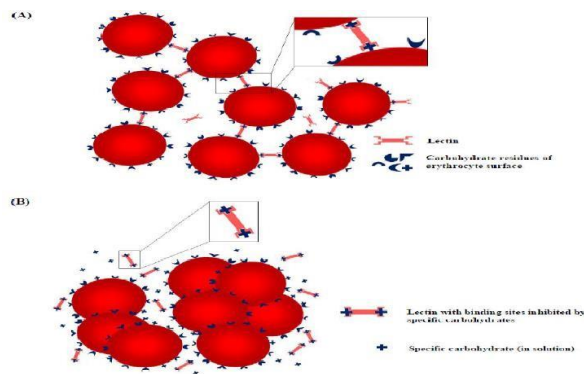 (A)
Lectin
Carbohydrate residues of
erythrocyte surface
(B)
Lectin with binding sites inhibited by
specific carbohydrates
Specific carbohydrate (in solution)